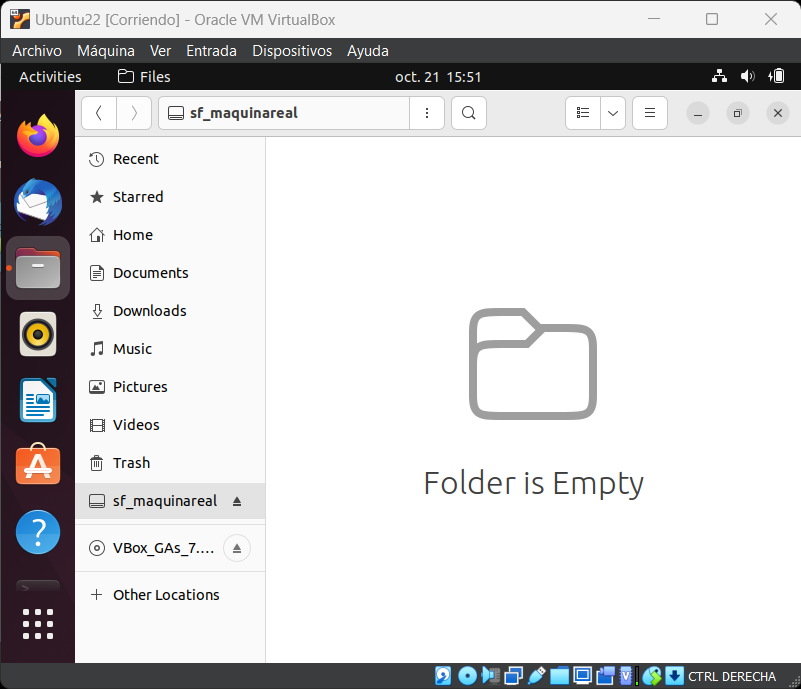 Ubuntu22 [Corriendo] - Oracle VM VirtualBox
Archivo Máquina Ver Entrada Dispositivos Ayuda
Activities Files oct. 21 15:51
sf_maquinareal
Recent
Starred
Home
Documents
Downloads
Music
Pictures
Videos
Trash
sf_maquinareal
VBox_GAs_7....
Other Locations
Folder is Empty
CTRL DERECHA